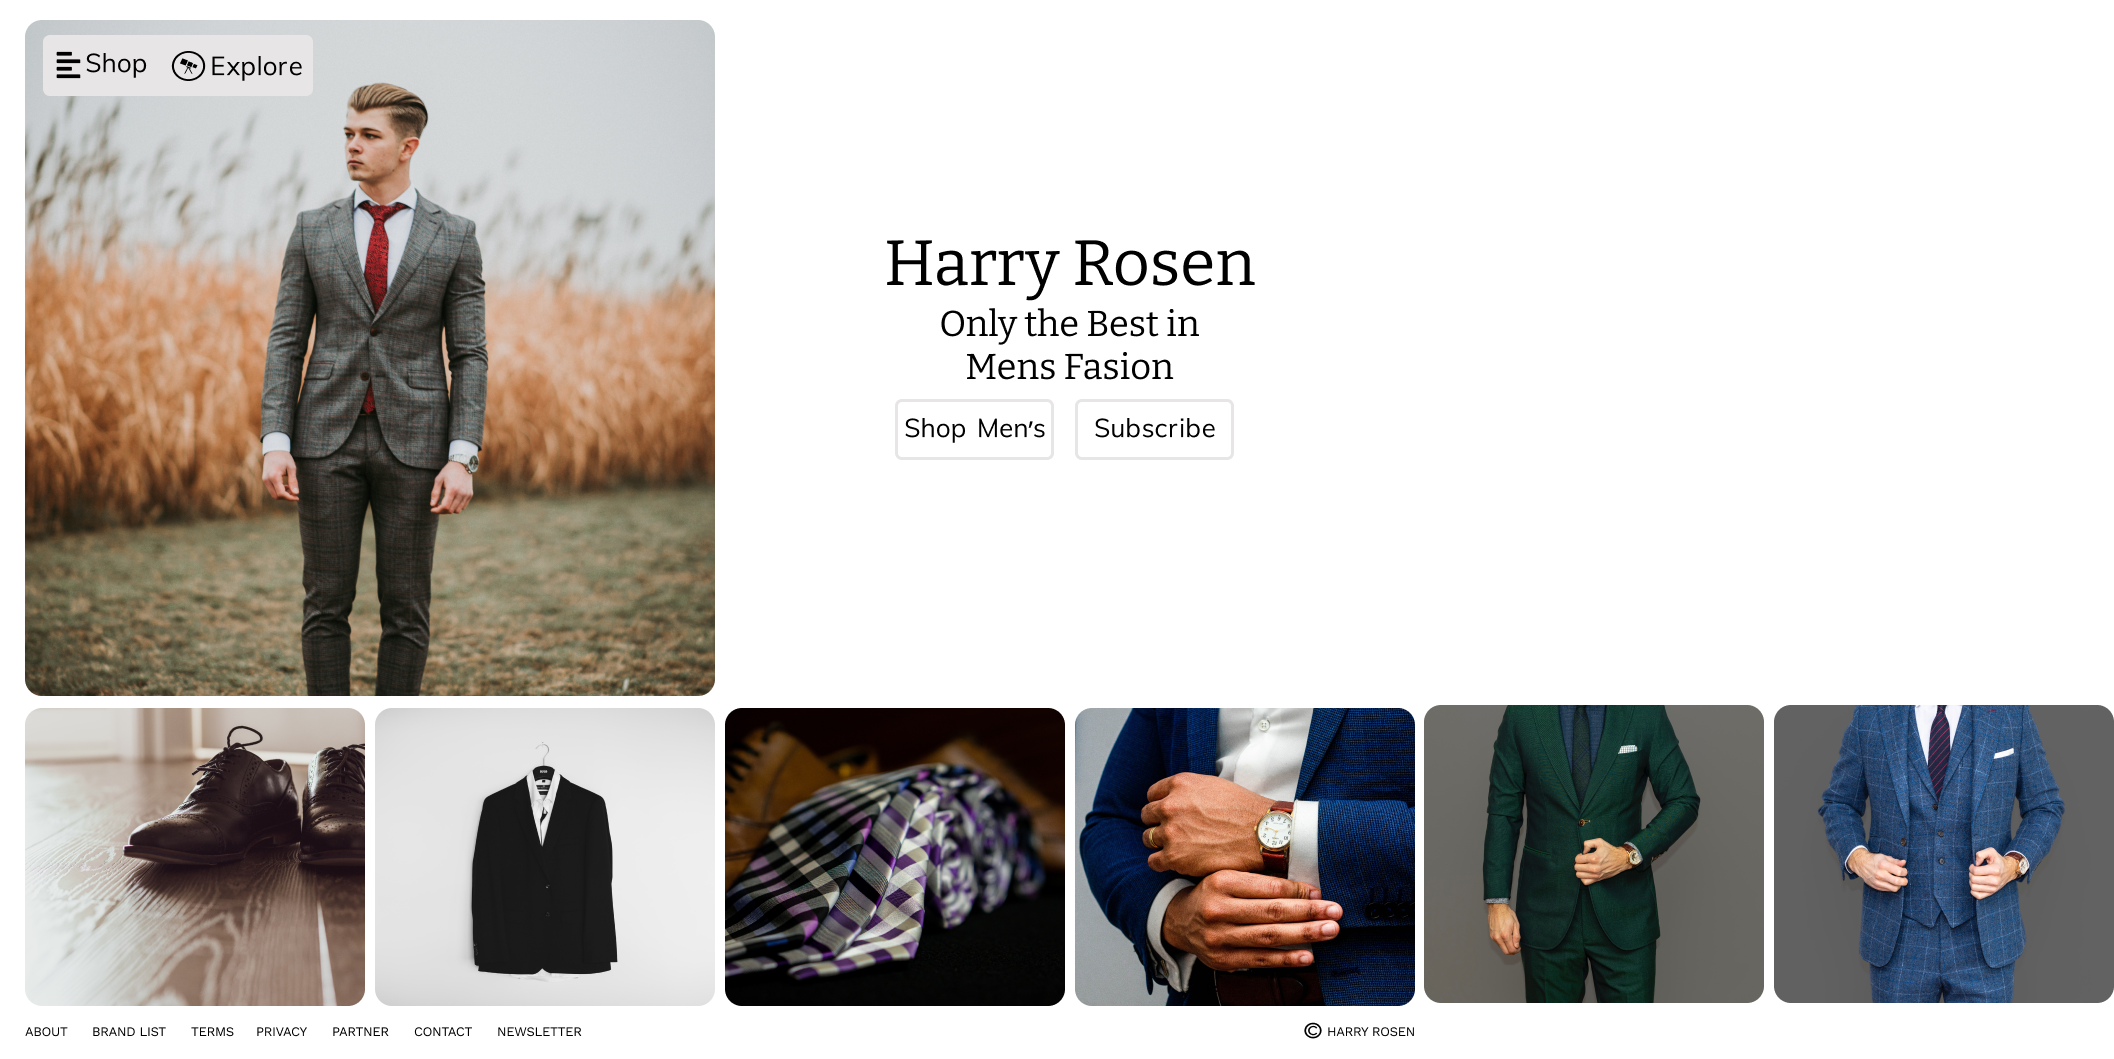 Shop
Explore
Harry Rosen
Only the Best in
Mens Fasion
Shop Men's
Subscribe
ABOUT
BRAND LIST
TERMS
PRIVACY
PARTNER
CONTACT
NEWSLETTER
© HARRY ROSEN